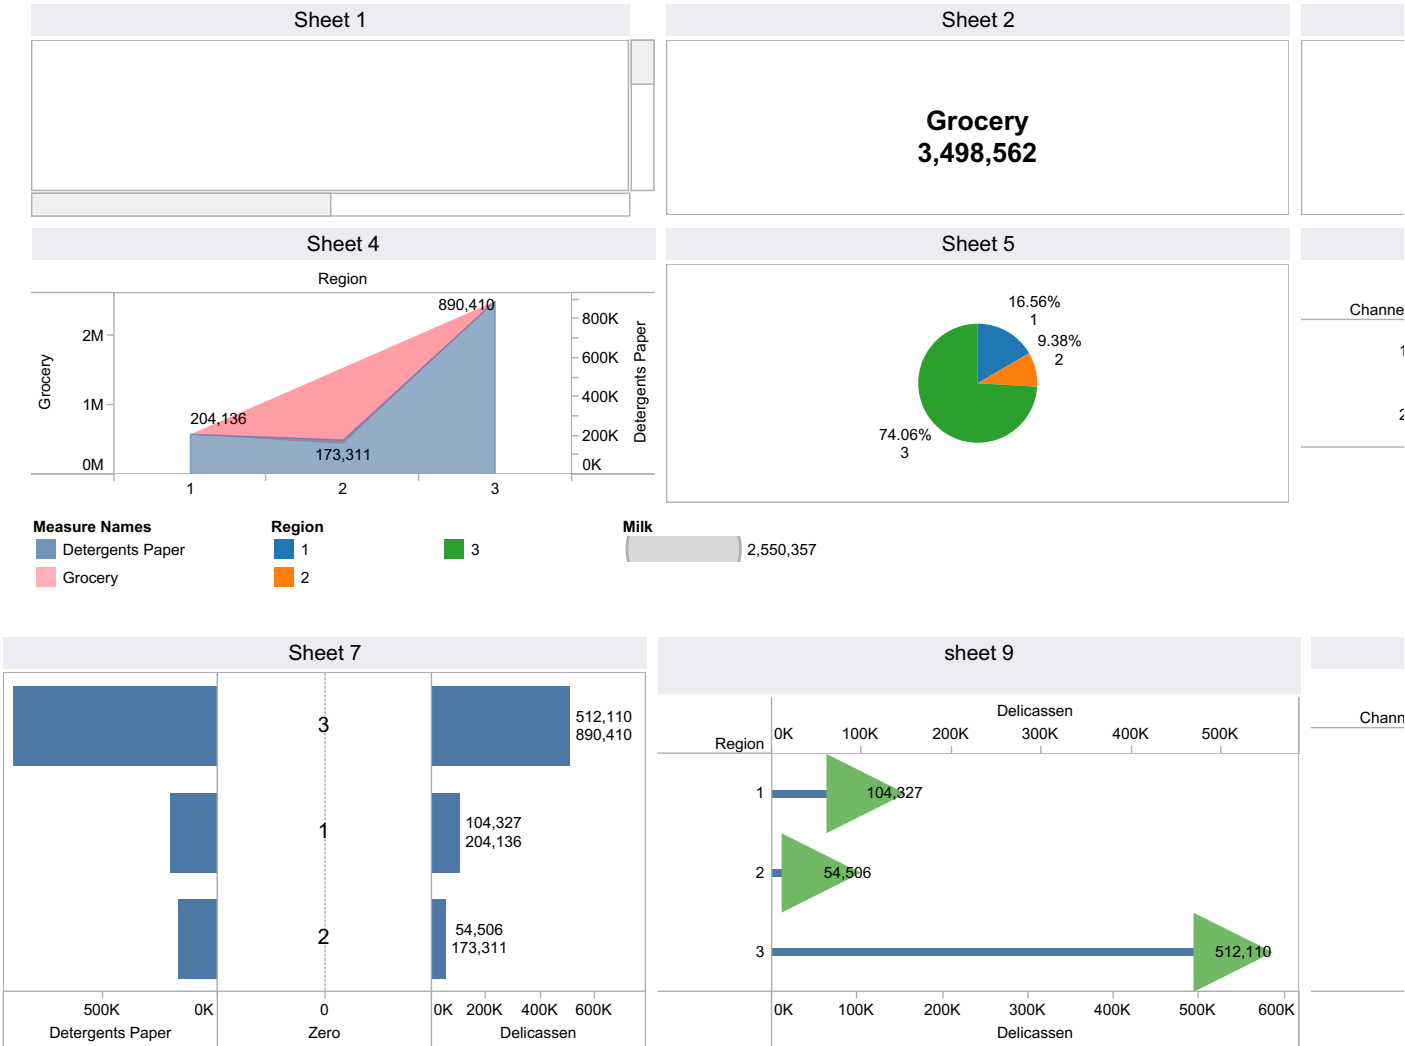 Sheet 1
Sheet 2
Grocery
3,498,562
Sheet 4
Region
890,410
204,136
173,311
Grocery
2M
1M
0M
800K
600K
400K
200K
0K
Detergents Paper
1
2
3
Sheet 5
16.56%
1
9.38%
2
74.06%
3
Channe
1
2
Measure Names
Detergents Paper
Grocery
Region
1
2
3
Milk
2,550,357
Sheet 7
3
512,110
890,410
1
104,327
204,136
2
54,506
173,311
500K
0K
0
0K
200K
400K
600K
Detergents Paper
Zero
Delicassen
sheet 9
Delicassen
Region
0K
100K
200K
300K
400K
500K
1
104,327
2
54,506
3
512,110
0K
100K
200K
300K
400K
500K
600K
Delicassen
Chann